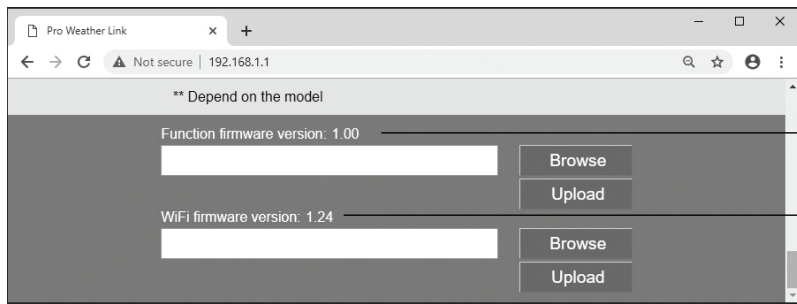 Pro Weather Link
Not secure | 192.168.1.1
** Depend on the model
Function firmware version: 1.00
Browse
Upload
WiFi firmware version: 1.24
Browse
Upload